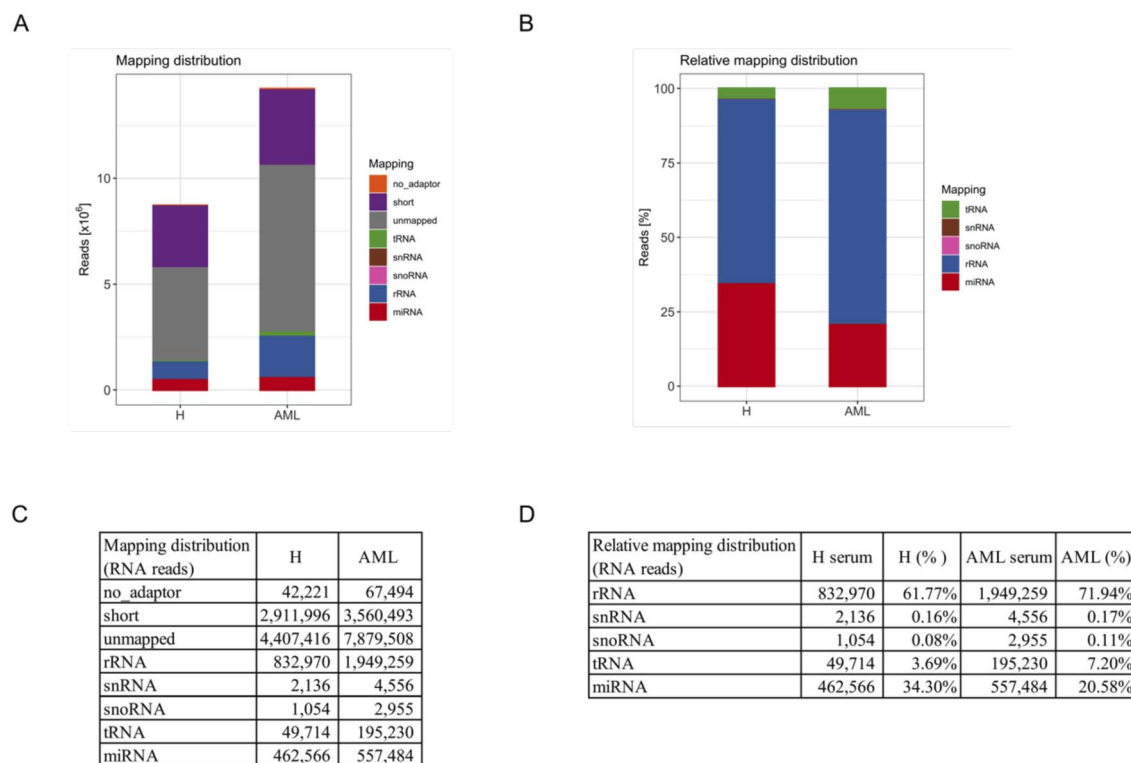 A
Mapping distribution
Reads [x10⁶]
10
5
0
H
AML
Mapping
no_adaptor
short
unmapped
tRNA
snRNA
snoRNA
rRNA
miRNA
B
Relative mapping distribution
Reads [%]
100
75
50
25
0
H
AML
Mapping
tRNA
snRNA
snoRNA
rRNA
miRNA
C
Mapping distribution (RNA reads) H AML
no_adaptor 42,221 67,494
short 2,911,996 3,560,493
unmapped 4,407,416 7,879,508
rRNA 832,970 1,949,259
snRNA 2,136 4,556
snoRNA 1,054 2,955
tRNA 49,714 195,230
miRNA 462,566 557,484
D
Relative mapping distribution (RNA reads) H serum H (% ) AML serum AML (%)
rRNA 832,970 61.77% 1,949,259 71.94%
snRNA 2,136 0.16% 4,556 0.17%
snoRNA 1,054 0.08% 2,955 0.11%
tRNA 49,714 3.69% 195,230 7.20%
miRNA 462,566 34.30% 557,484 20.58%